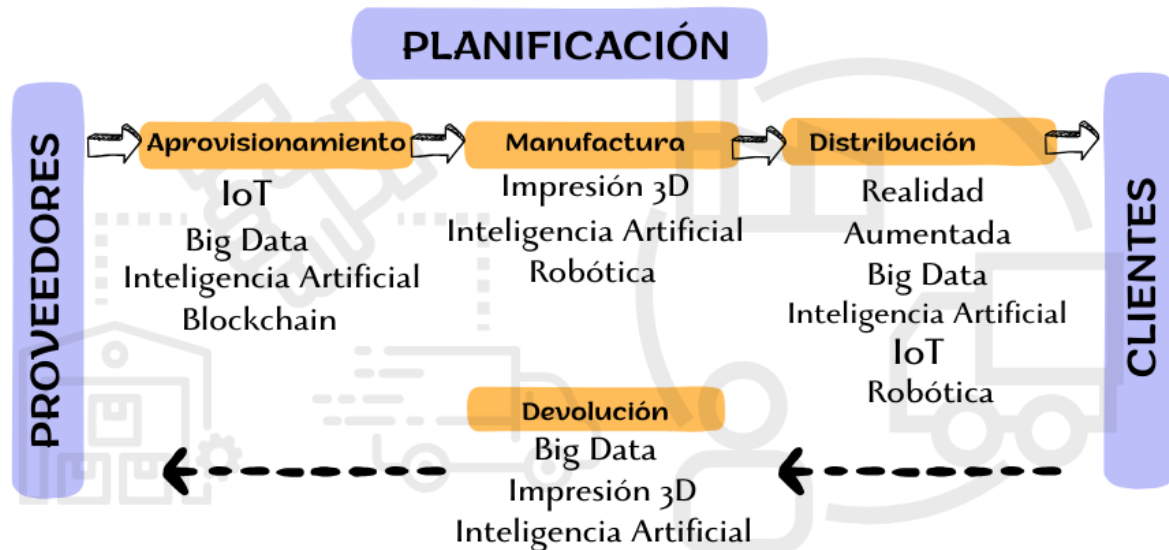 PLANIFICACIÓN
PROVEEDORES
Aprovisionamiento
IoT
Big Data
Inteligencia Artificial
Blockchain
Manufactura
Impresión 3D
Inteligencia Artificial
Robótica
Distribución
Realidad
Aumentada
Big Data
Inteligencia Artificial
IoT
Robótica
CLIENTES
Devolución
Big Data
Impresión 3D
Inteligencia Artificial